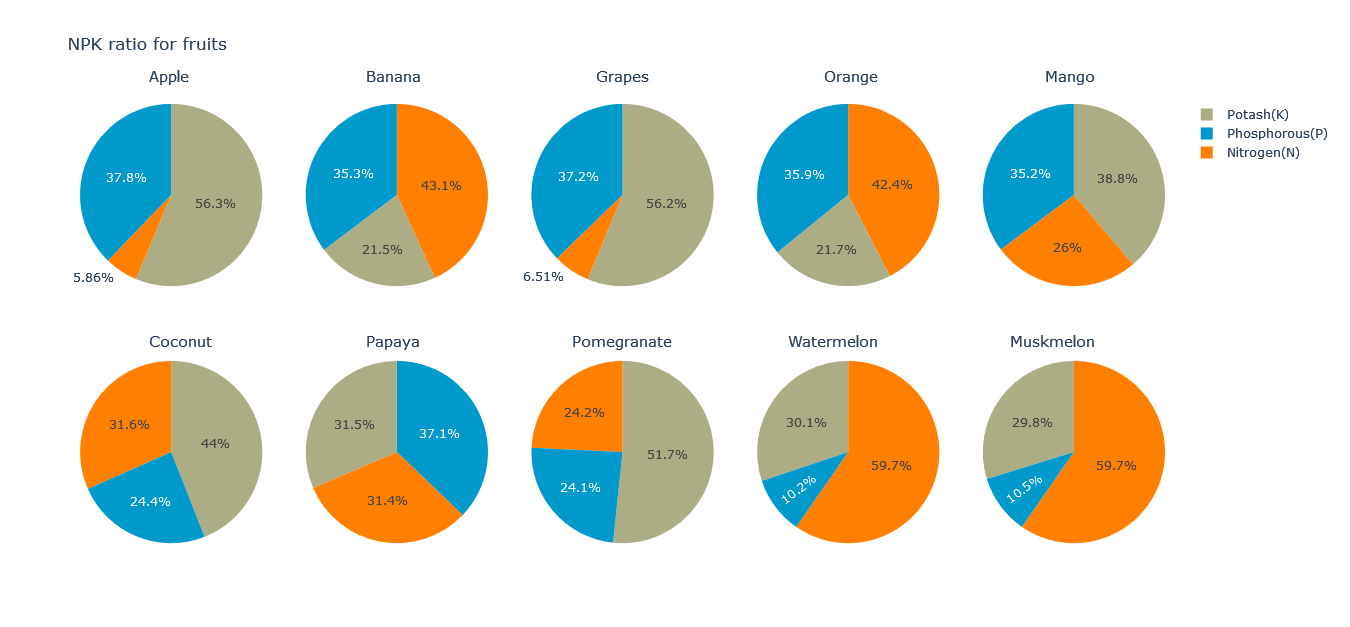 NPK ratio for fruits
Apple
Banana
Grapes
Orange
Mango
Potash(K)
Phosphorous(P)
Nitrogen(N)
37.8%
56.3%
5.86%
35.3%
43.1%
21.5%
37.2%
56.2%
6.51%
35.9%
42.4%
21.7%
35.2%
38.8%
26%
Coconut
Papaya
Pomegranate
Watermelon
Muskmelon
31.6%
44%
24.4%
31.5%
37.1%
31.4%
24.2%
51.7%
24.1%
30.1%
59.7%
10.2%
29.8%
59.7%
10.5%